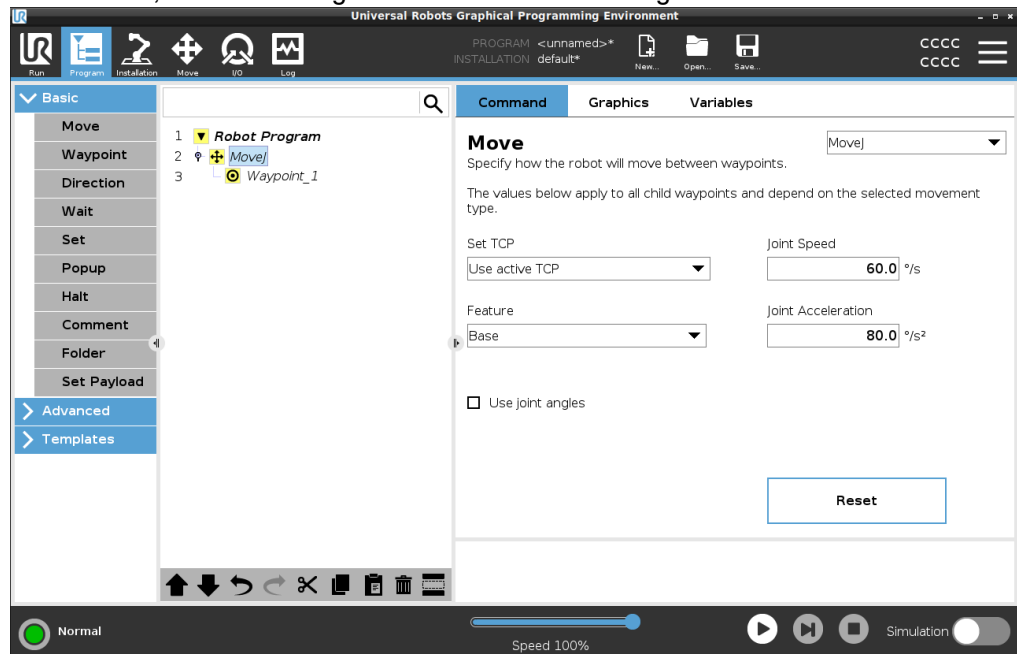 Universal Robots Graphical Programming Environment
UR
Run
Program
Installation
Move
I/O
Log
PROGRAM <unnamed>*
INSTALLATION default*
New...
Open...
Save...
CCCC
CCCC
Basic
Move
Waypoint
Direction
Wait
Set
Popup
Halt
Comment
Folder
Set Payload
Advanced
Templates
1 Robot Program
2 MoveJ
3 Waypoint_1
Command Graphics Variables
Move
MoveJ
Specify how the robot will move between waypoints.
The values below apply to all child waypoints and depend on the selected movement
type.
Set TCP
Use active TCP
Joint Speed
60.0 °/s
Feature
Base
Joint Acceleration
80.0 °/s²
Use joint angles
Reset
Normal
Speed 100%
Simulation